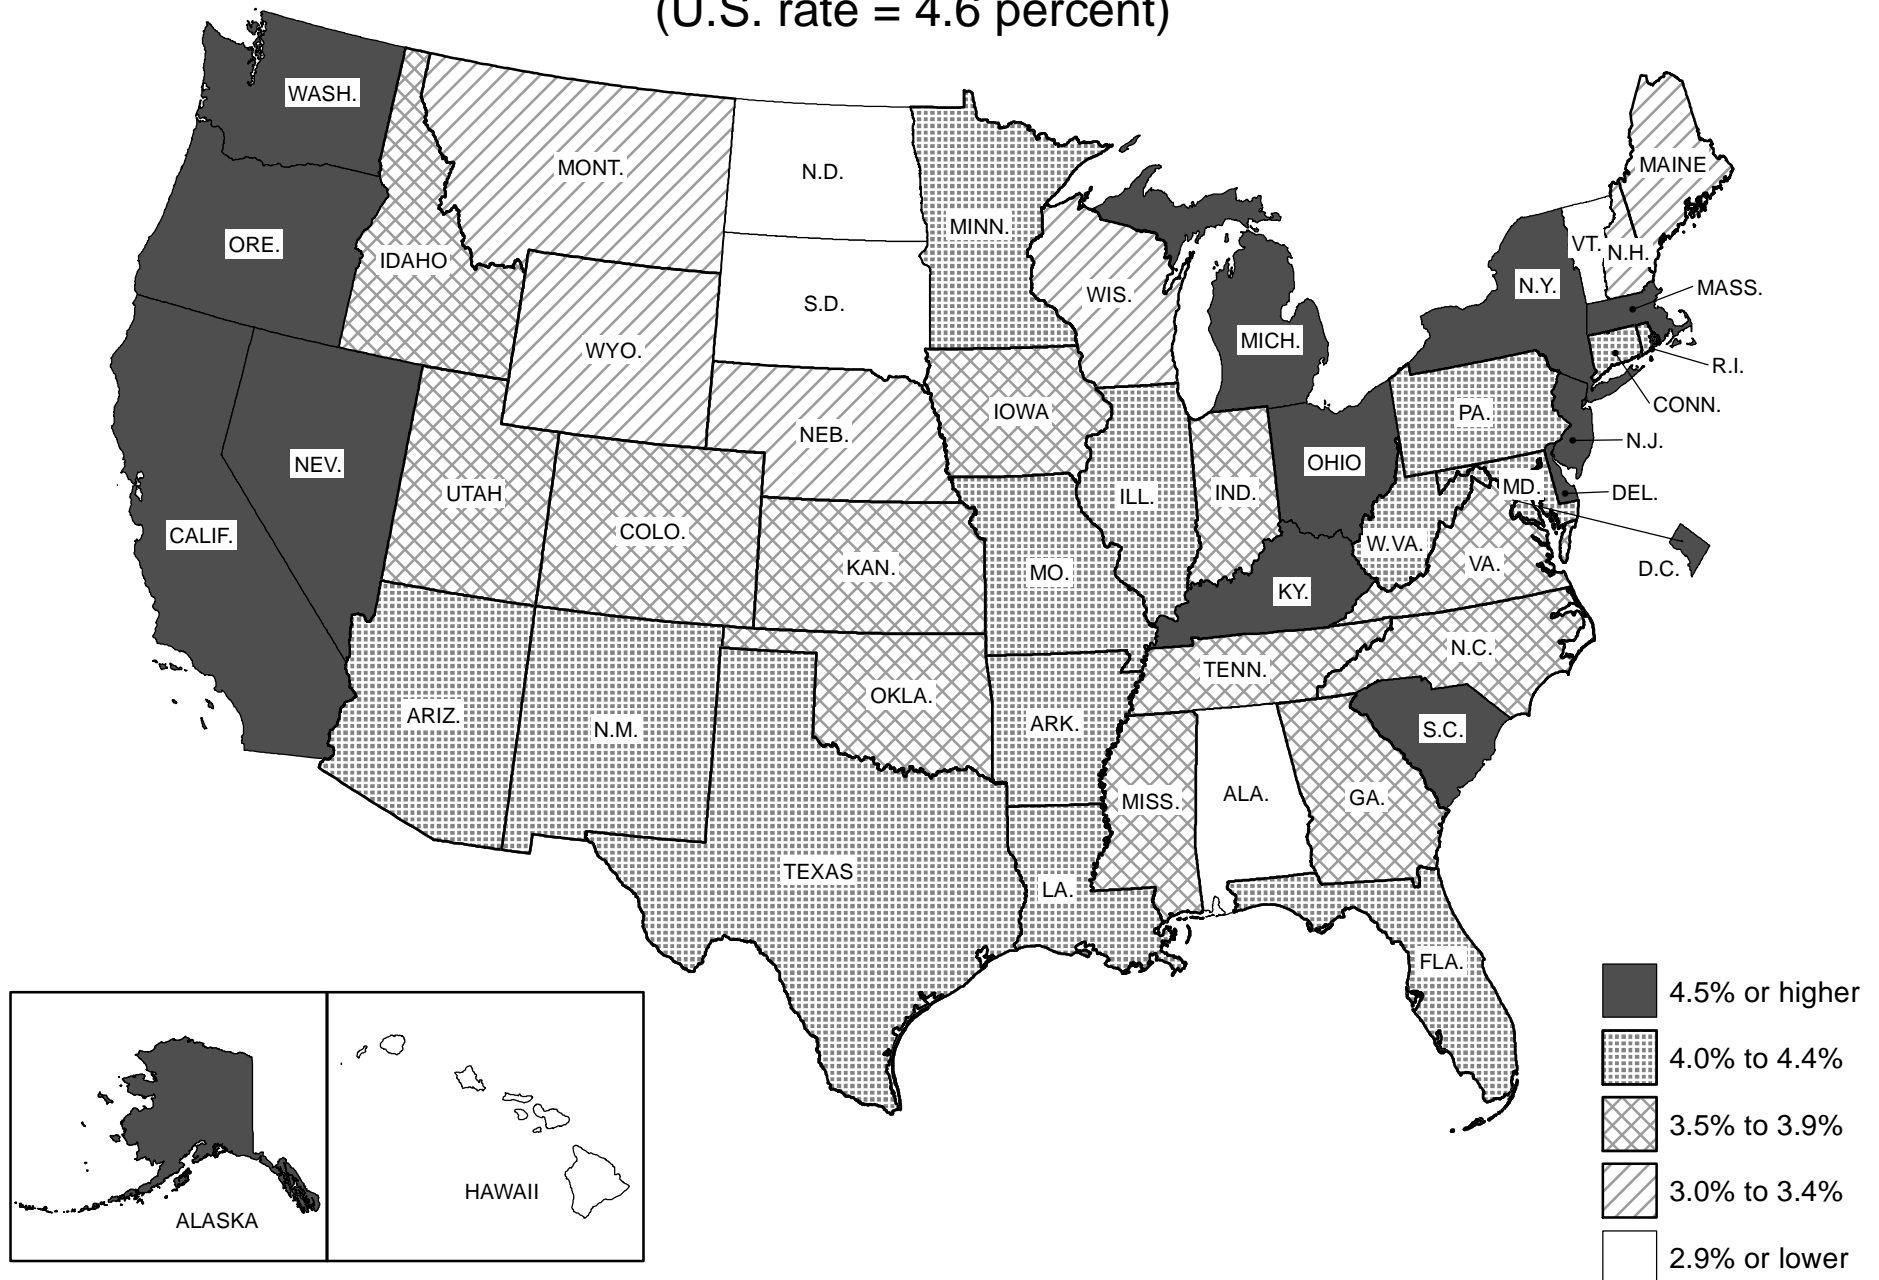 (U.S. rate = 4.6 percent)
WASH.
MONT.
N.D.
MINN.
MAINE
ORE.
IDAHO
VT.
N.H.
WIS.
N.Y.
MASS.
S.D.
WYO.
MICH.
R.I.
IOWA
PA.
CONN.
NEB.
N.J.
NEV.
OHIO
UTAH
ILL.
IND.
MD.
DEL.
CALIF.
COLO.
W.VA.
KAN.
MO.
VA.
D.C.
KY.
N.C.
TENN.
OKLA.
ARIZ.
N.M.
ARK.
S.C.
MISS.
ALA.
GA.
TEXAS
LA.
FLA.
HAWAII
ALASKA
4.5% or higher
4.0% to 4.4%
3.5% to 3.9%
3.0% to 3.4%
2.9% or lower